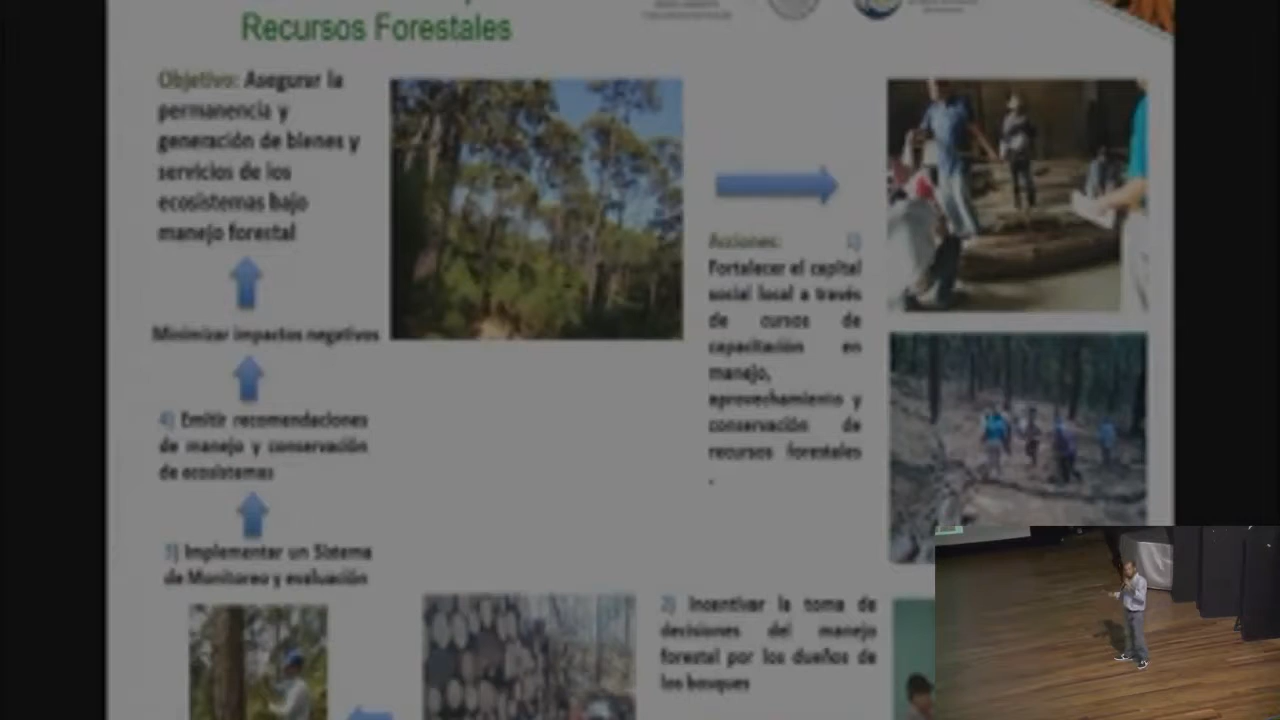 Recursos Forestales
Objetivo: Asegurar la
permanencia y
generación de bienes y
servicios de los
ecosistemas bajo
manejo forestal
Minimizar impactos negativos
4) Emitir recomendaciones
de manejo y conservación
de ecosistemas
3) Implementar un Sistema
de Monitoreo y evaluación
Acciones: 1)
Fortalecer el capital
social local a través
de cursos de
capacitación en
manejo,
aprovechamiento y
conservación de
recursos forestales
.
2) Incentivar la toma de
decisiones del manejo
forestal por los dueños de
los bosques